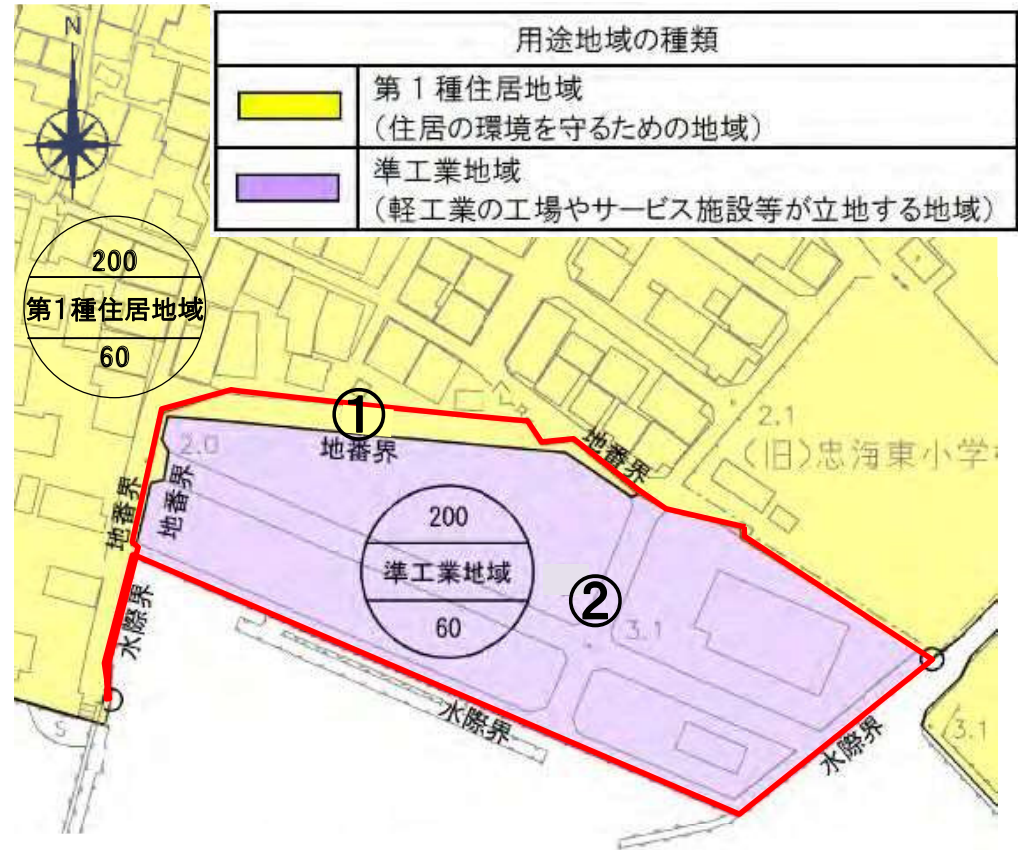 N
用途地域の種類
第1種住居地域
(住居の環境を守るための地域)
準工業地域
(軽工業の工場やサービス施設等が立地する地域)
200
第1種住居地域
60
①
2.1
(旧)忠海東小学
2.0
地番界
地番界
地番界
地番界
200
準工業地域
60
②
3.1
水際界
水際界
水際界
3.1
S